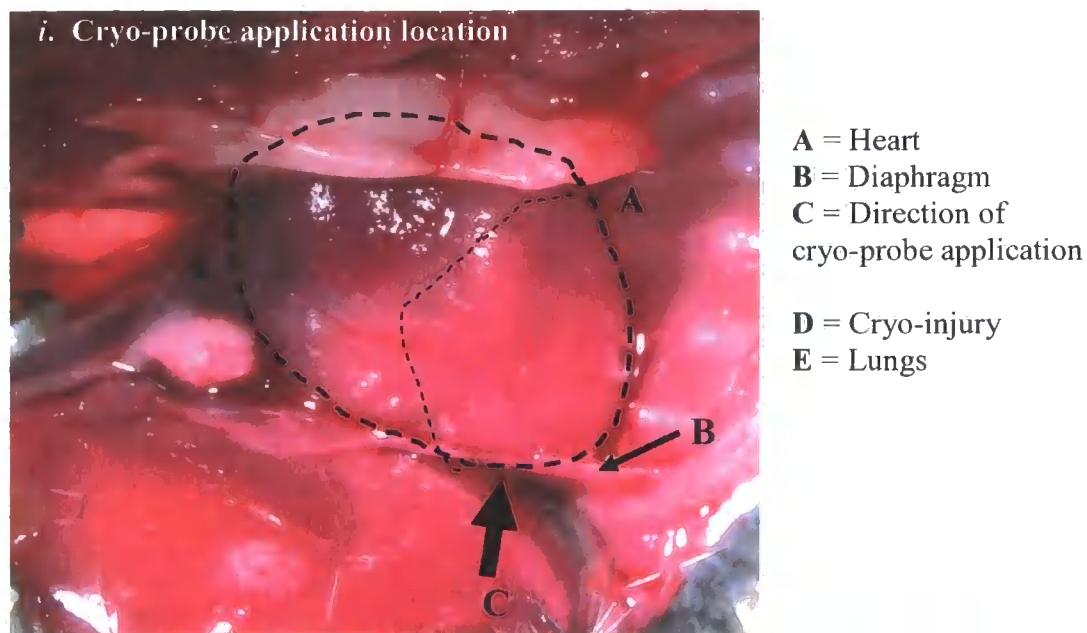 i. Cryo-probe application location
A
B
C
A = Heart
B = Diaphragm
C = Direction of
cryo-probe application
D = Cryo-injury
E = Lungs